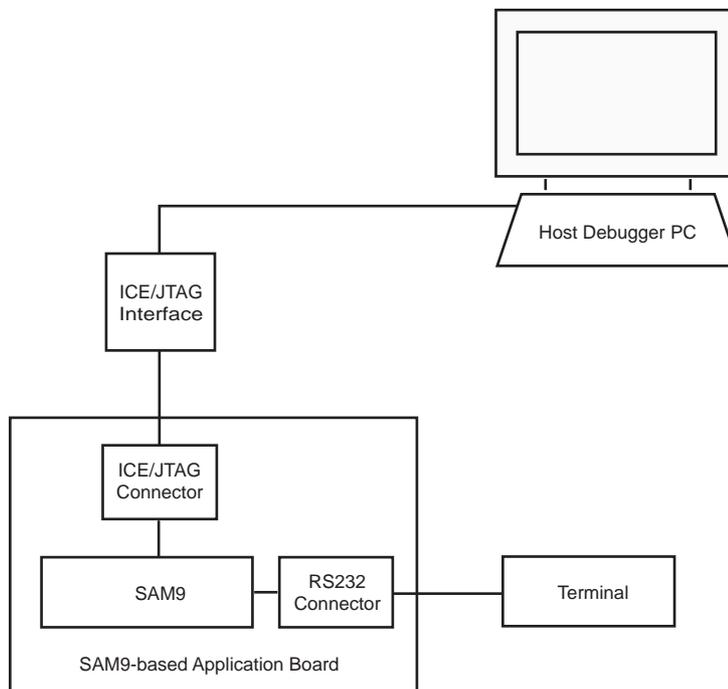 Host Debugger PC
ICE/JTAG
Interface
ICE/JTAG
Connector
SAM9
RS232
Connector
Terminal
SAM9-based Application Board